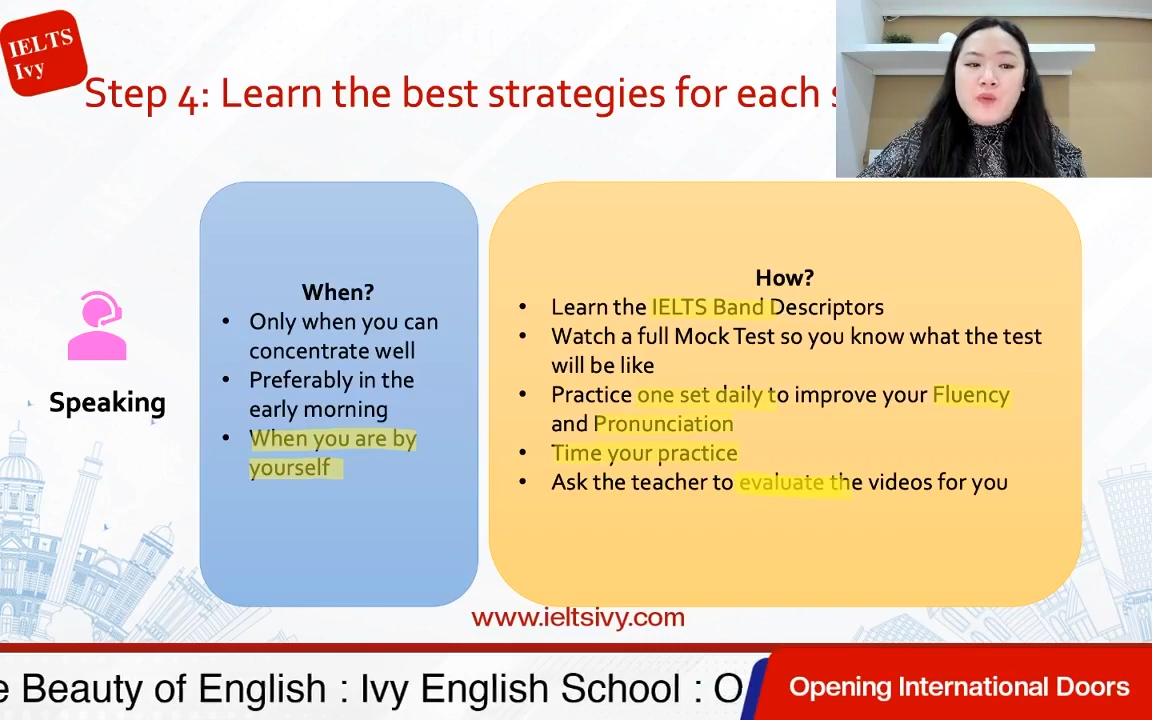 IELTS
Ivy
Step 4: Learn the best strategies for each
Speaking
When?
• Only when you can
concentrate well
• Preferably in the
early morning
• When you are by
yourself
How?
• Learn the IELTS Band Descriptors
• Watch a full Mock Test so you know what the test
will be like
• Practice one set daily to improve your Fluency
and Pronunciation
• Time your practice
• Ask the teacher to evaluate the videos for you
www.ieltsivy.com
e Beauty of English : Ivy English School : O
Opening International Doors